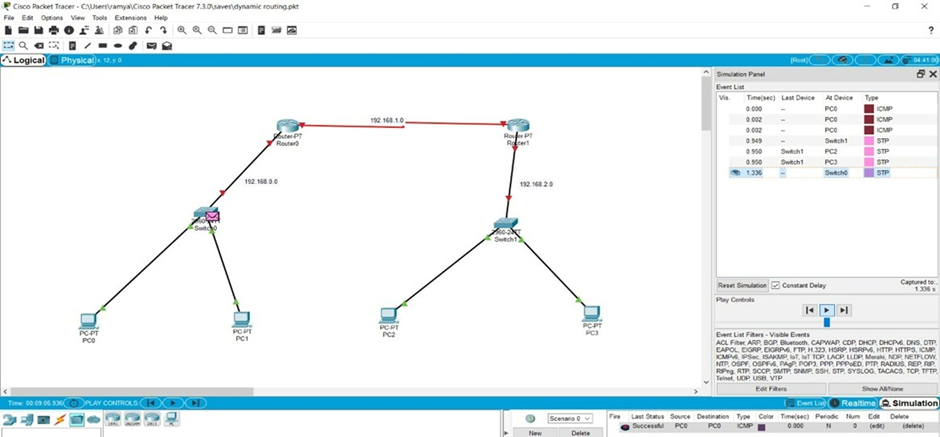 Cisco Packet Tracer - C:\Users\ramya\Cisco Packet Tracer 7.3.0\saves\dynamic routing.pkt
File Edit Options View Tools Extensions Help
?
Logical Physical x: 12, y: 0 [Root] 04:41:00
Simulation Panel
Event List
Vis. Time(sec) Last Device At Device Type
0.000 -- PC0 ICMP
0.002 -- PC0 ICMP
0.002 -- PC0 ICMP
0.949 -- Switch1 STP
0.950 Switch1 PC2 STP
0.950 Switch1 PC3 STP
1.336 -- Switch0 STP
192.168.1.0
Router-PT
Router0
Router-PT
Router1
192.168.0.0
192.168.2.0
2960-24TT
Switch0
2960-24TT
Switch1
PC-PT
PC0
PC-PT
PC1
PC-PT
PC2
PC-PT
PC3
Reset Simulation Constant Delay Captured to:
1.336 s
Play Controls
Event List Filters - Visible Events
ACL Filter, ARP, BGP, Bluetooth, CAPWAP, CDP, DHCP, DHCPv6, DNS, DTP,
EAPOL, EIGRP, EIGRPv6, FTP, H.323, HSRP, HSRPv6, HTTP, HTTPS, ICMP,
ICMPv6, IPSec, ISAKMP, IoT, IoT TCP, LACP, LLDP, Meraki, NDP, NETFLOW,
NTP, OSPF, OSPFv6, PAgP, POP3, PPP, PPPoED, PTP, RADIUS, REP, RIP,
RIPng, RTP, SCCP, SMTP, SNMP, SSH, STP, SYSLOG, TACACS, TCP, TFTP,
Telnet, UDP, USB, VTP
Edit Filters Show All/None
Time: 00:09:06.936 PLAY CONTROLS: Event List Realtime Simulation
Scenario 0 Fire Last Status Source Destination Type Color Time(sec) Periodic Num Edit Delete
New Delete Successful PC0 PC0 ICMP 0.000 N 0 (edit) (delete)